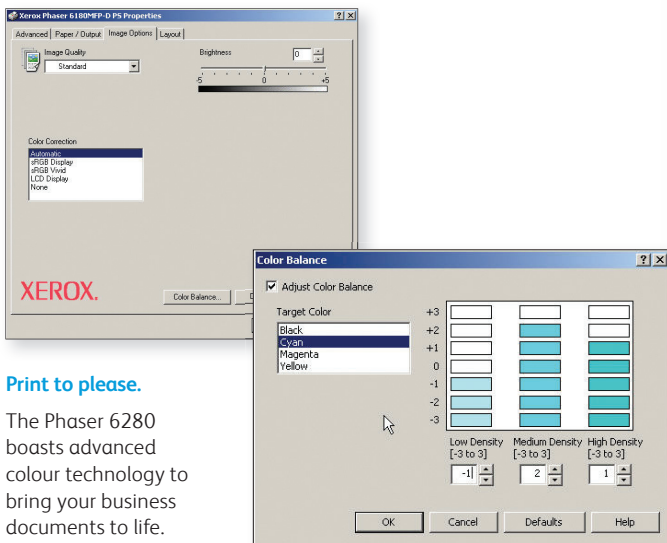 Xerox Phaser 6180MFP-D PS Properties
Advanced Paper / Output Image Options Layout
Image Quality
Standard
Brightness
0
-5 0 +5
Color Correction
Automatic
sRGB Display
sRGB Vivid
LCD Display
None
XEROX.
Color Balance...
Color Balance
Adjust Color Balance
Target Color
Black
Cyan
Magenta
Yellow
+3
+2
+1
0
-1
-2
-3
Low Density Medium Density High Density
[-3 to 3] [-3 to 3] [-3 to 3]
-1 2 1
OK Cancel Defaults Help
Print to please.
The Phaser 6280
boasts advanced
colour technology to
bring your business
documents to life.